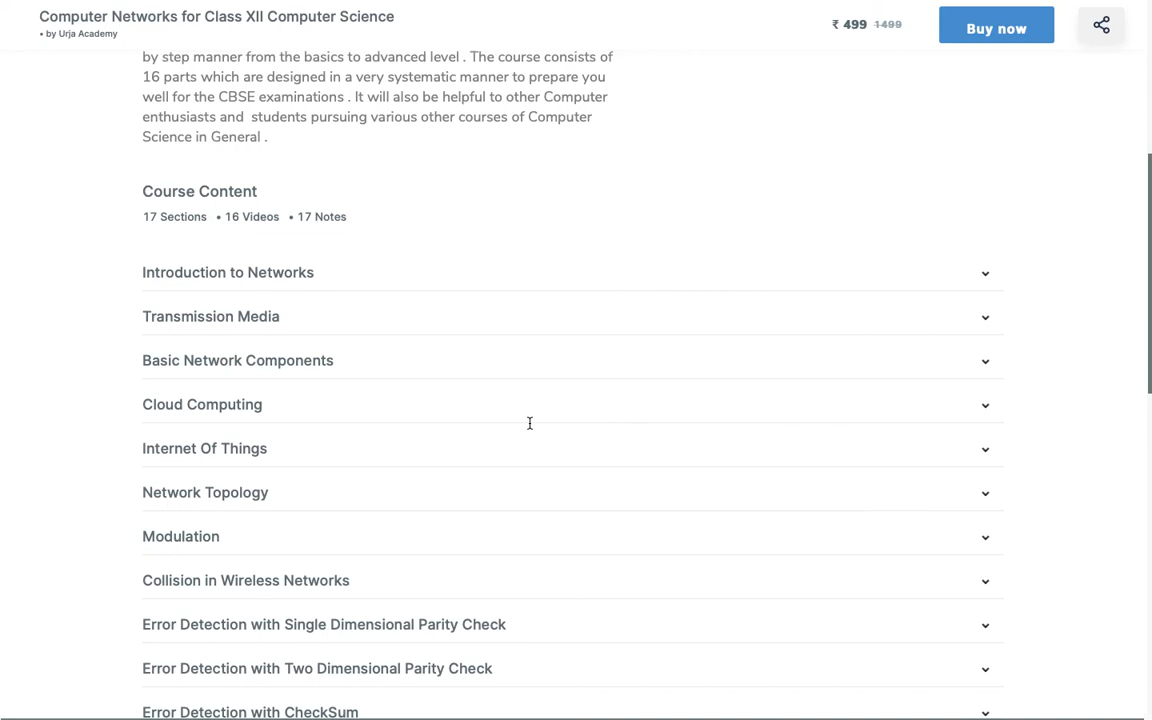 Computer Networks for Class XII Computer Science
• by Urja Academy
₹ 499 1499
Buy now
by step manner from the basics to advanced level . The course consists of
16 parts which are designed in a very systematic manner to prepare you
well for the CBSE examinations . It will also be helpful to other Computer
enthusiasts and students pursuing various other courses of Computer
Science in General .
Course Content
17 Sections • 16 Videos • 17 Notes
Introduction to Networks
Transmission Media
Basic Network Components
Cloud Computing
Internet Of Things
Network Topology
Modulation
Collision in Wireless Networks
Error Detection with Single Dimensional Parity Check
Error Detection with Two Dimensional Parity Check
Error Detection with CheckSum